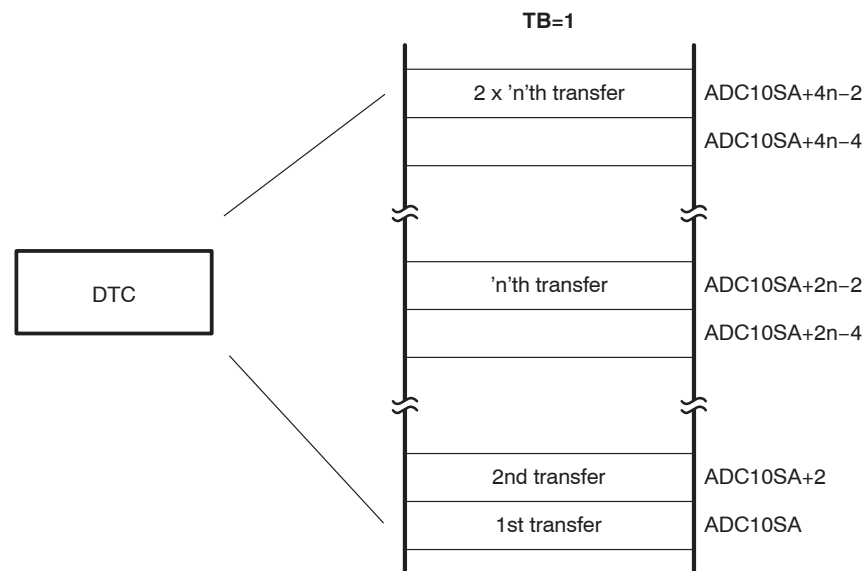 TB=1
2 x ’n’th transfer ADC10SA+4n−2
ADC10SA+4n−4
DTC
’n’th transfer ADC10SA+2n−2
ADC10SA+2n−4
2nd transfer ADC10SA+2
1st transfer ADC10SA